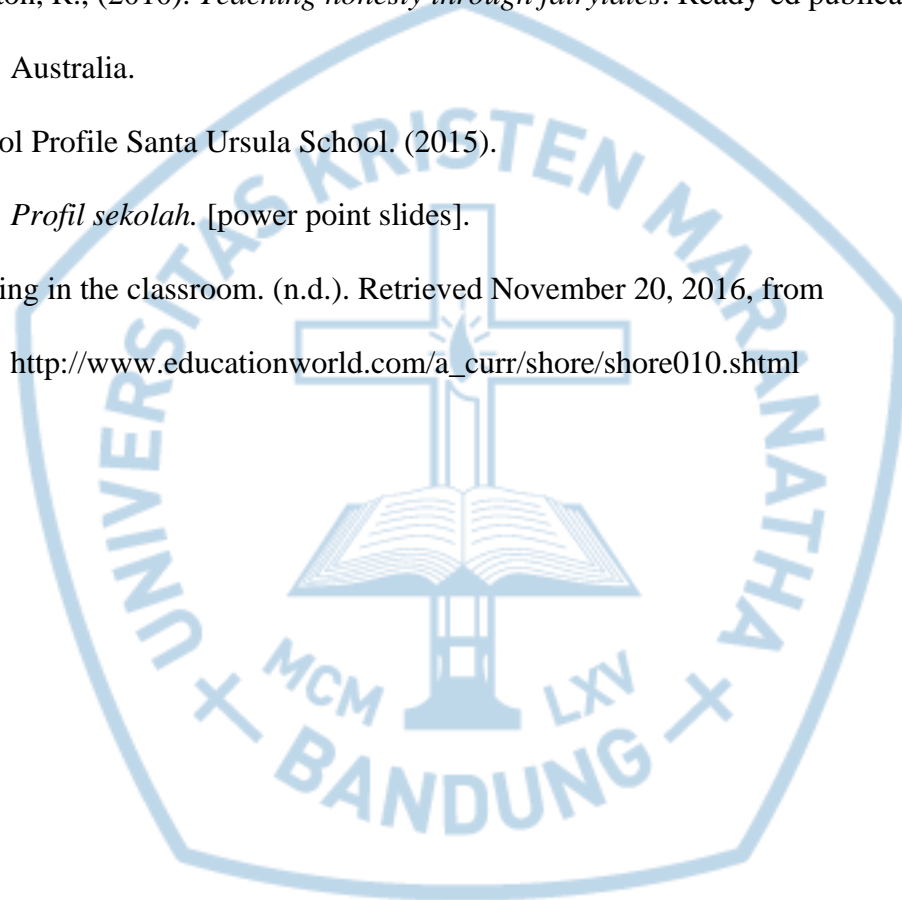 ton, R., (2010). Teaching honesty through fairytales. Ready-ed publica
Australia.
ol Profile Santa Ursula School. (2015).
Profil sekolah. [power point slides].
ing in the classroom. (n.d.). Retrieved November 20, 2016, from
http://www.educationworld.com/a_curr/shore/shore010.shtml
UNIVERSITAS KRISTEN MARANATHA
MCM LXV
BANDUNG